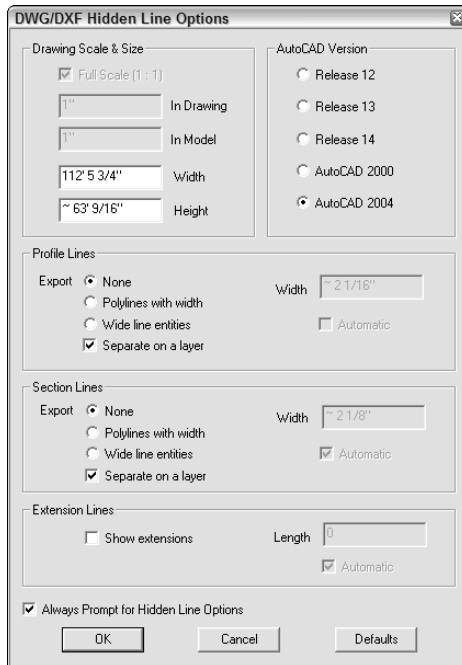 DWG/DXF Hidden Line Options
Drawing Scale & Size
Full Scale (1 : 1)
1" In Drawing
1" In Model
112' 5 3/4" Width
~ 63' 9/16" Height
AutoCAD Version
Release 12
Release 13
Release 14
AutoCAD 2000
AutoCAD 2004
Profile Lines
Export None
Polylines with width
Wide line entities
Separate on a layer
Width ~ 2 1/16"
Automatic
Section Lines
Export None
Polylines with width
Wide line entities
Separate on a layer
Width ~ 2 1/8"
Automatic
Extension Lines
Show extensions
Length 0
Automatic
Always Prompt for Hidden Line Options
OK Cancel Defaults